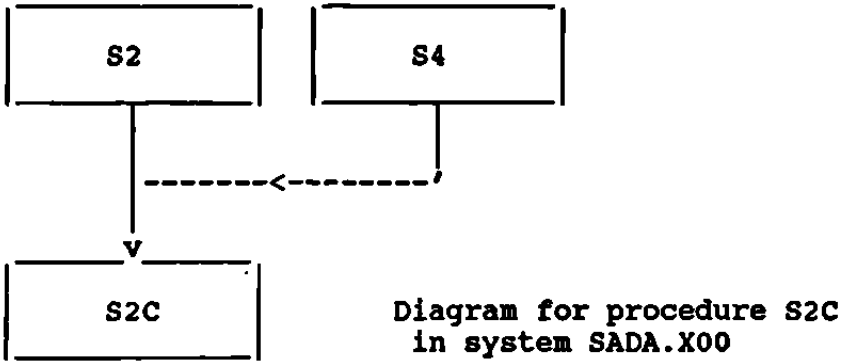 S2
S4
S2C
Diagram for procedure S2C
in system SADA.X00